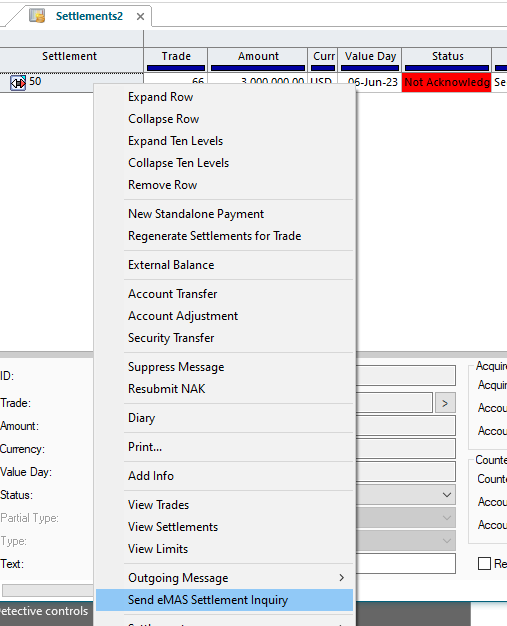 Settlements2
Settlement Trade Amount Curr Value Day Status
50 66 3,000,000.00 USD 06-Jun-23 Not Acknowledg Se
Expand Row
Collapse Row
Expand Ten Levels
Collapse Ten Levels
Remove Row
New Standalone Payment
Regenerate Settlements for Trade
External Balance
Account Transfer
Account Adjustment
Security Transfer
Suppress Message
Resubmit NAK
Diary
Print...
Add Info
View Trades
View Settlements
View Limits
Outgoing Message >
Send eMAS Settlement Inquiry
ID:
Trade:
Amount:
Currency:
Value Day:
Status:
Partial Type:
Type:
Text:
>
Acquire
Acquir
Accou
Accou
Counte
Count
Accou
Accou
Re
etective controls